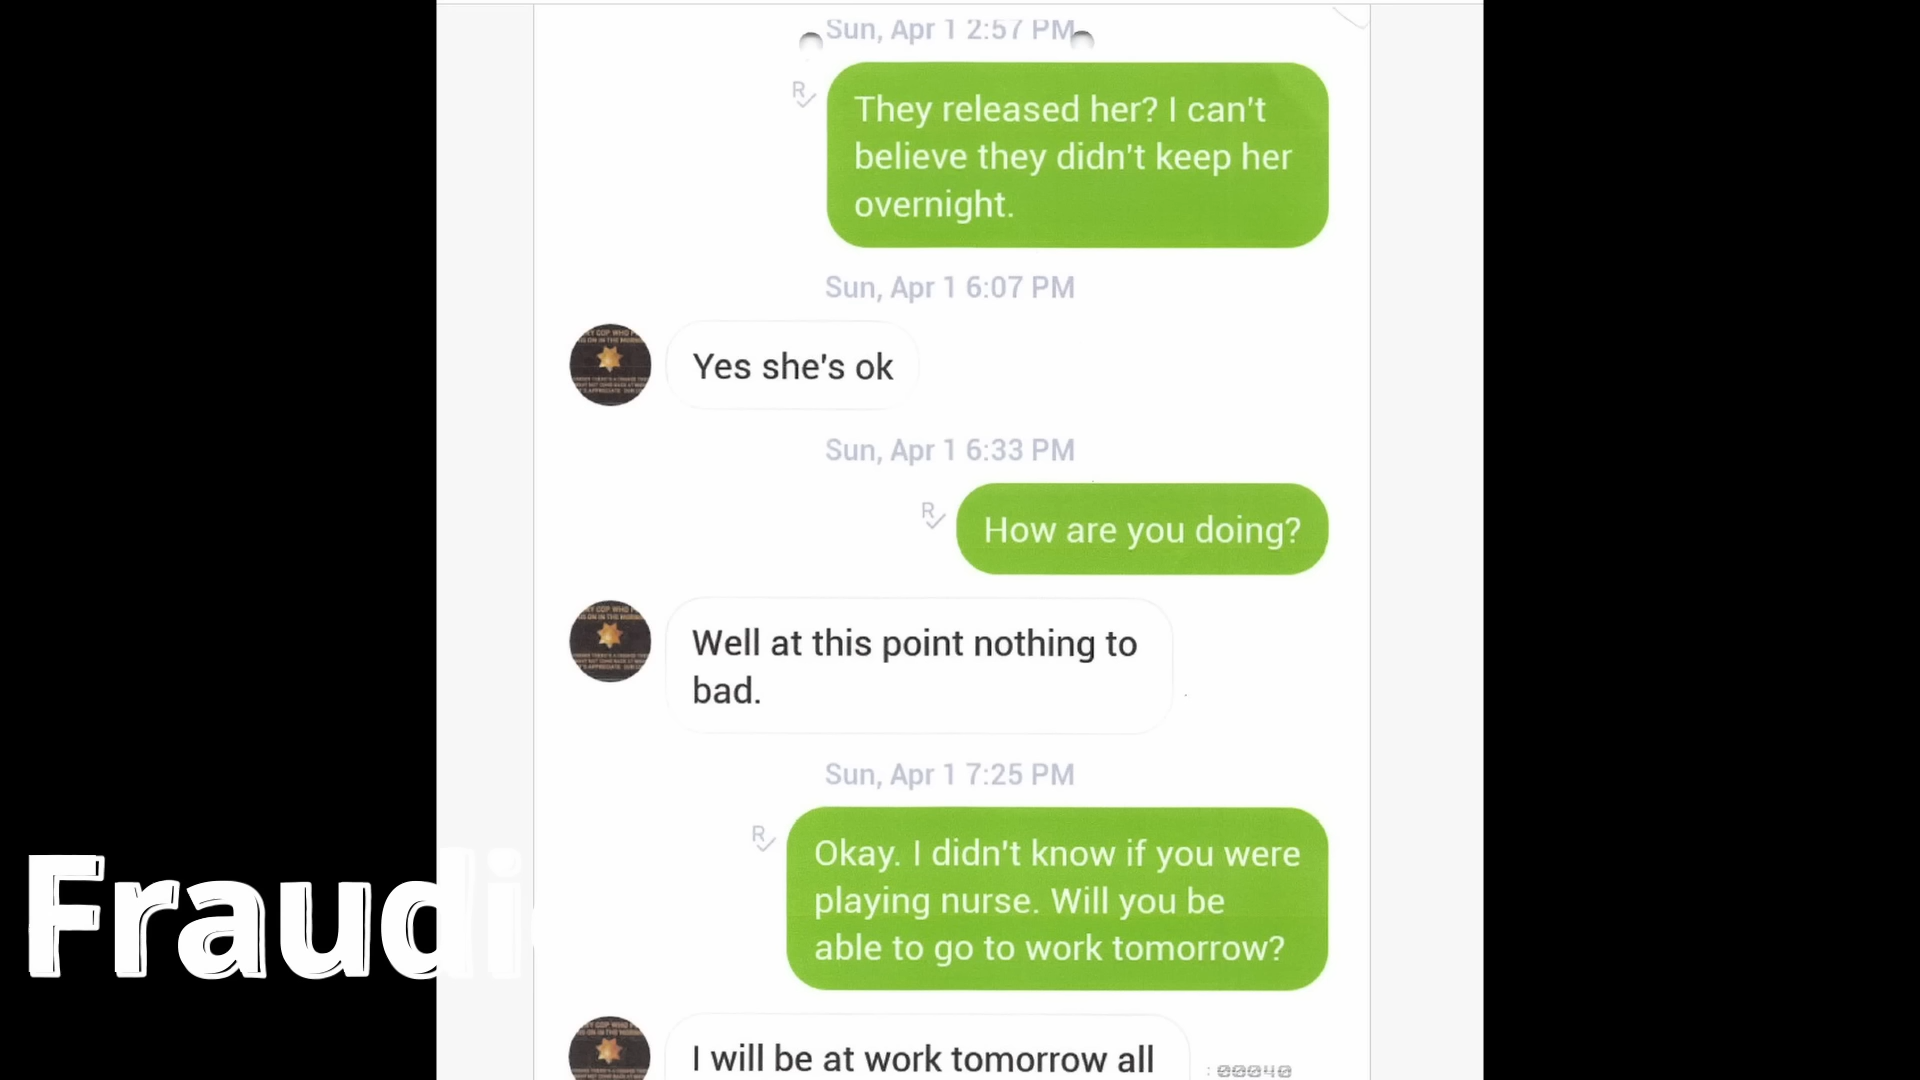 Sun, Apr 1 2:57 PM
They released her? I can't
believe they didn't keep her
overnight.
Sun, Apr 1 6:07 PM
Yes she's ok
Sun, Apr 1 6:33 PM
How are you doing?
Well at this point nothing to
bad.
Sun, Apr 1 7:25 PM
Okay. I didn't know if you were
playing nurse. Will you be
able to go to work tomorrow?
I will be at work tomorrow all
00040
Fraudi